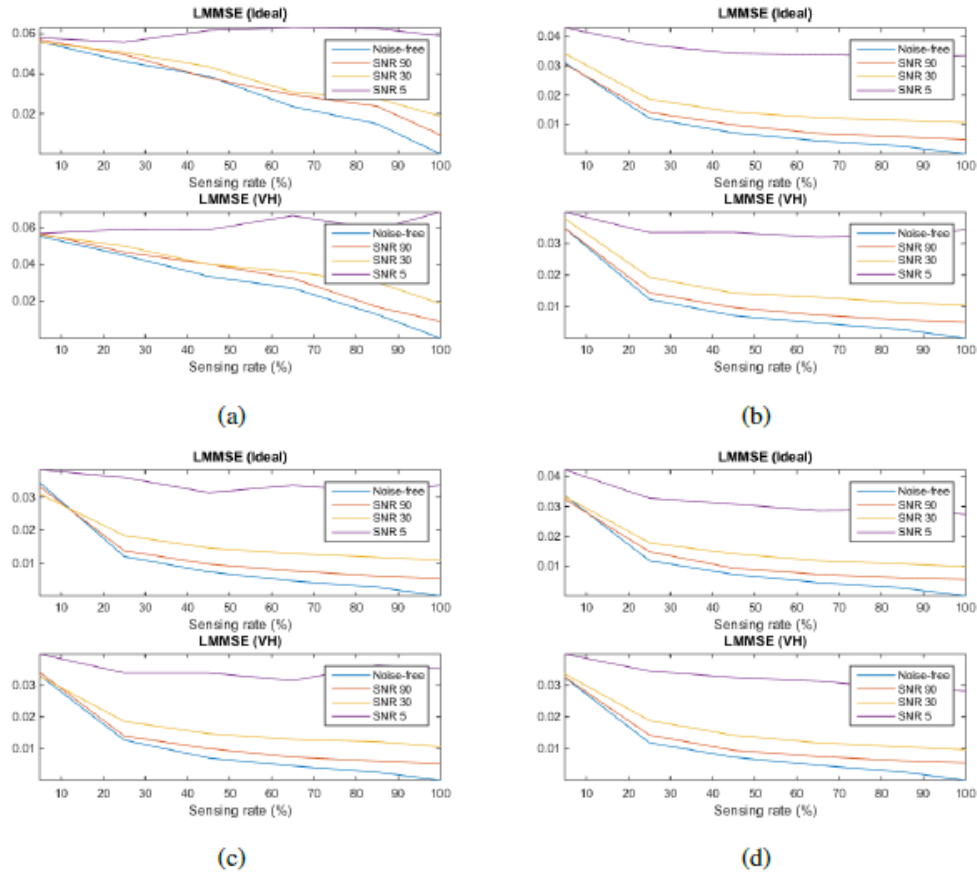 LMMSE (Ideal)
0.06
0.04
0.02
Noise-free
SNR 90
SNR 30
SNR 5
10 20 30 40 50 60 70 80 90 100
Sensing rate (%)
LMMSE (VH)
0.06
0.04
0.02
Noise-free
SNR 90
SNR 30
SNR 5
10 20 30 40 50 60 70 80 90 100
Sensing rate (%)
(a)
LMMSE (Ideal)
0.04
0.03
0.02
0.01
Noise-free
SNR 90
SNR 30
SNR 5
10 20 30 40 50 60 70 80 90 100
Sensing rate (%)
LMMSE (VH)
0.03
0.02
0.01
Noise-free
SNR 90
SNR 30
SNR 5
10 20 30 40 50 60 70 80 90 100
Sensing rate (%)
(b)
LMMSE (Ideal)
0.03
0.02
0.01
Noise-free
SNR 90
SNR 30
SNR 5
10 20 30 40 50 60 70 80 90 100
Sensing rate (%)
LMMSE (VH)
0.03
0.02
0.01
Noise-free
SNR 90
SNR 30
SNR 5
10 20 30 40 50 60 70 80 90 100
Sensing rate (%)
(c)
LMMSE (Ideal)
0.04
0.03
0.02
0.01
Noise-free
SNR 90
SNR 30
SNR 5
10 20 30 40 50 60 70 80 90 100
Sensing rate (%)
LMMSE (VH)
0.03
0.02
0.01
Noise-free
SNR 90
SNR 30
SNR 5
10 20 30 40 50 60 70 80 90 100
Sensing rate (%)
(d)